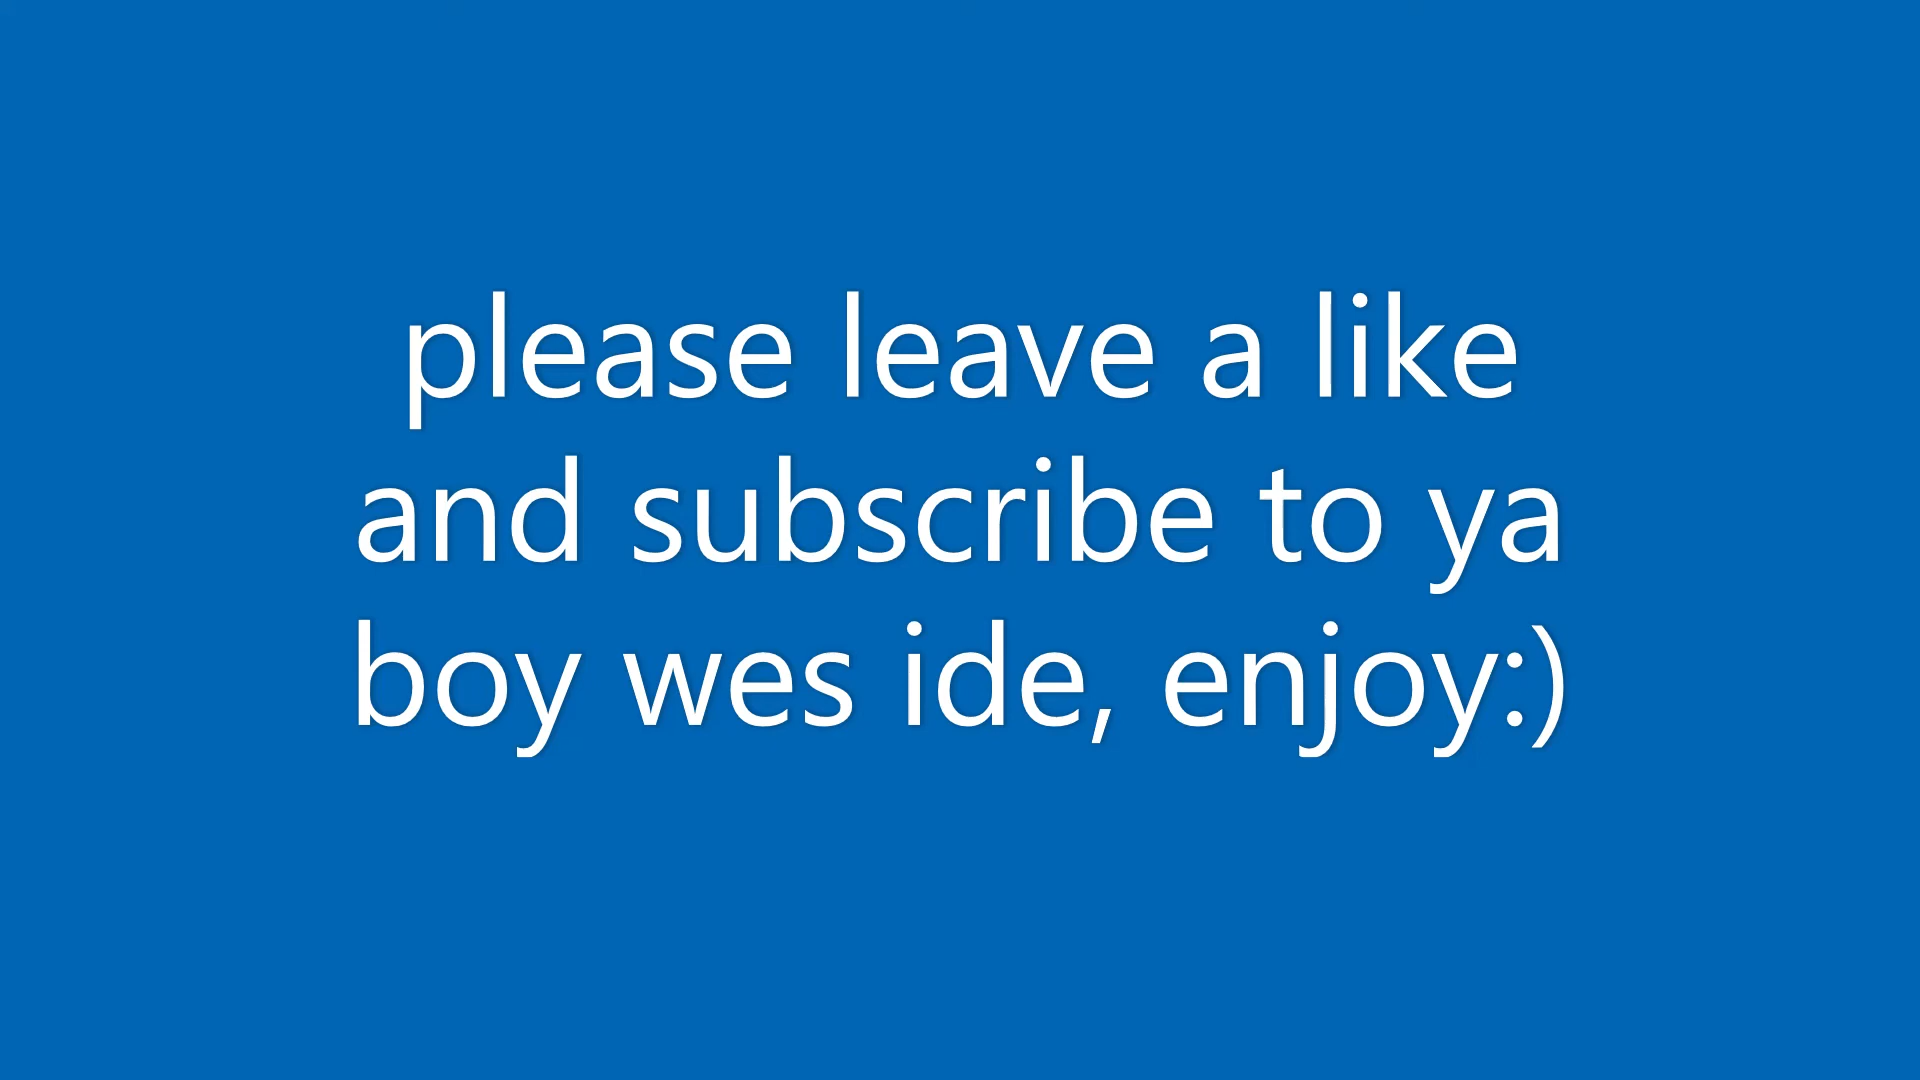 please leave a like
and subscribe to ya
boy wes ide, enjoy:)